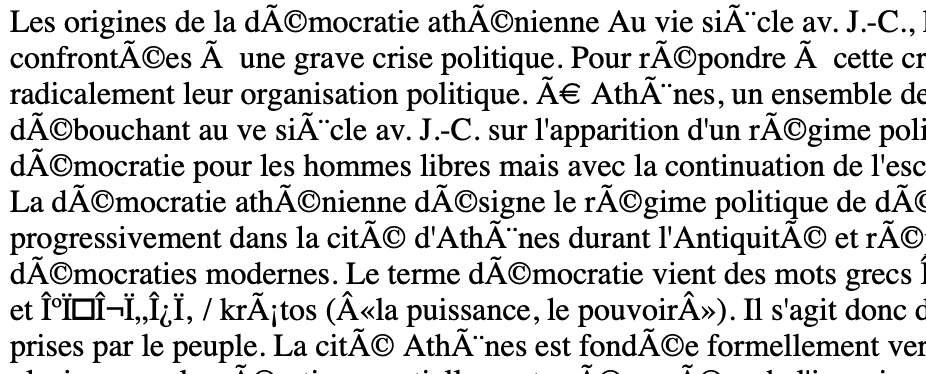 Les origines de la dÃ©mocratie athÃ©nienne Au vie siÃ¨cle av. J.-C.,
confrontÃ©es Ã  une grave crise politique. Pour rÃ©pondre Ã  cette cr
radicalement leur organisation politique. Ã€ AthÃ¨nes, un ensemble de
dÃ©bouchant au ve siÃ¨cle av. J.-C. sur l'apparition d'un rÃ©gime poli
dÃ©mocratie pour les hommes libres mais avec la continuation de l'esc
La dÃ©mocratie athÃ©nienne dÃ©signe le rÃ©gime politique de dÃ©
progressivement dans la citÃ© d'AthÃ¨nes durant l'AntiquitÃ© et rÃ©
dÃ©mocraties modernes. Le terme dÃ©mocratie vient des mots grecs Î
et ÎºÏ□Î¬Ï„Î¿Ï‚ / krÃ¡tos (Â«la puissance, le pouvoirÂ»). Il s'agit donc d
prises par le peuple. La citÃ© AthÃ¨nes est fondÃ©e formellement ver